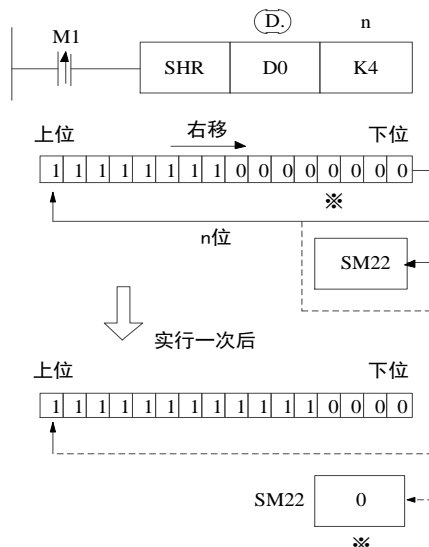 D. n
M1
SHR D0 K4
右移
上位 下位
1 1 1 1 1 1 1 1 0 0 0 0 0 0 0 0
※
n位
SM22
实行一次后
上位 下位
1 1 1 1 1 1 1 1 1 1 1 1 0 0 0 0
SM22 0
※